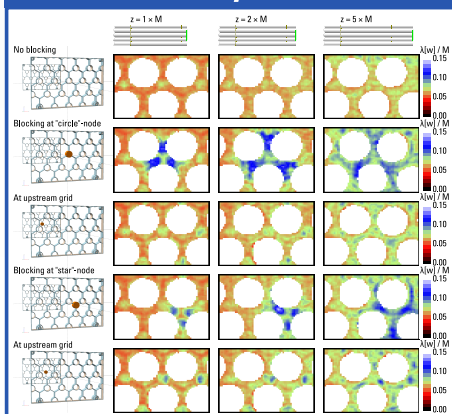 z = 1 × M
z = 2 × M
z = 5 × M
No blocking
λ[w] / M
0.15
0.10
0.05
0.00
Blocking at "circle"-node
λ[w] / M
0.15
0.10
0.05
0.00
At upstream grid
λ[w] / M
0.15
0.10
0.05
0.00
Blocking at "star"-node
λ[w] / M
0.15
0.10
0.05
0.00
At upstream grid
λ[w] / M
0.15
0.10
0.05
0.00